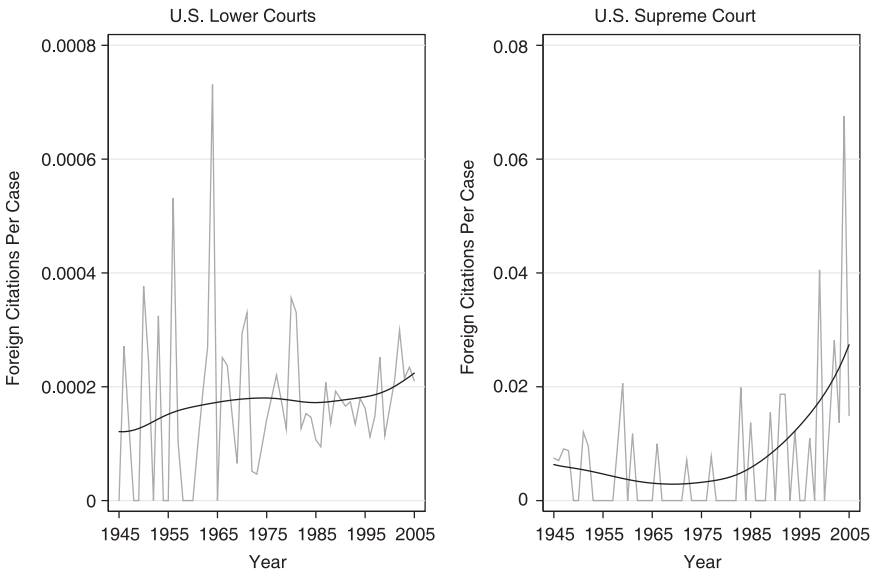 U.S. Lower Courts
0.0008
0.0006
0.0004
0.0002
0
Foreign Citations Per Case
1945 1955 1965 1975 1985 1995 2005
Year
U.S. Supreme Court
0.08
0.06
0.04
0.02
0
Foreign Citations Per Case
1945 1955 1965 1975 1985 1995 2005
Year